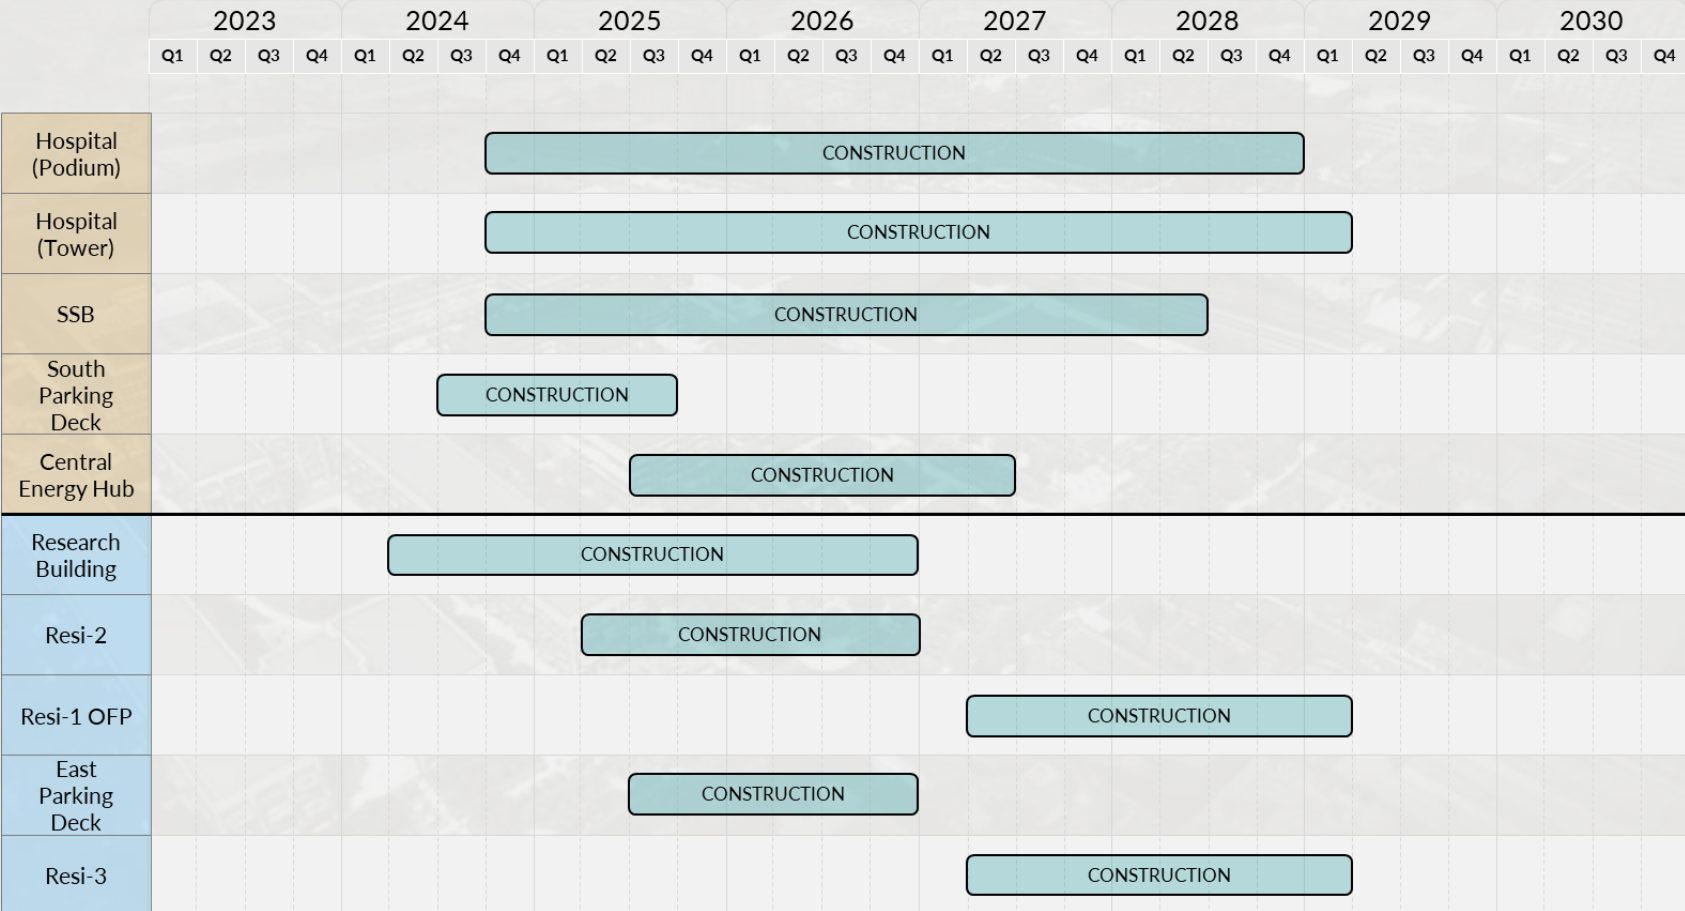 2023 2024 2025 2026 2027 2028 2029 2030
Q1 Q2 Q3 Q4 Q1 Q2 Q3 Q4 Q1 Q2 Q3 Q4 Q1 Q2 Q3 Q4 Q1 Q2 Q3 Q4 Q1 Q2 Q3 Q4 Q1 Q2 Q3 Q4 Q1 Q2 Q3 Q4
Hospital
(Podium)
CONSTRUCTION
Hospital
(Tower)
CONSTRUCTION
SSB
CONSTRUCTION
South
Parking
Deck
CONSTRUCTION
Central
Energy Hub
CONSTRUCTION
Research
Building
CONSTRUCTION
Resi-2
CONSTRUCTION
Resi-1 OFP
CONSTRUCTION
East
Parking
Deck
CONSTRUCTION
Resi-3
CONSTRUCTION